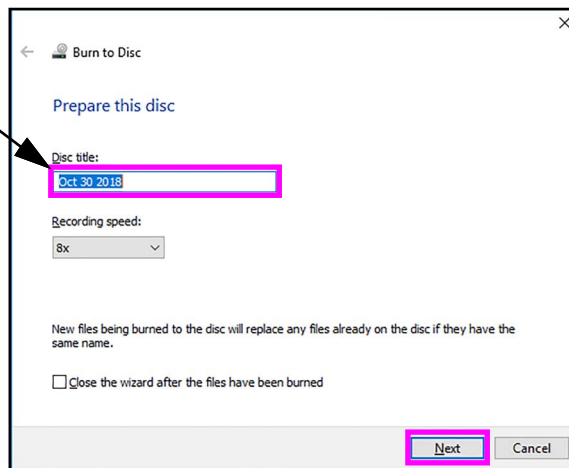 Burn to Disc
Prepare this disc
Disc title:
Oct 30 2018
Recording speed:
8x
New files being burned to the disc will replace any files already on the disc if they have the
same name.
Close the wizard after the files have been burned
Next
Cancel